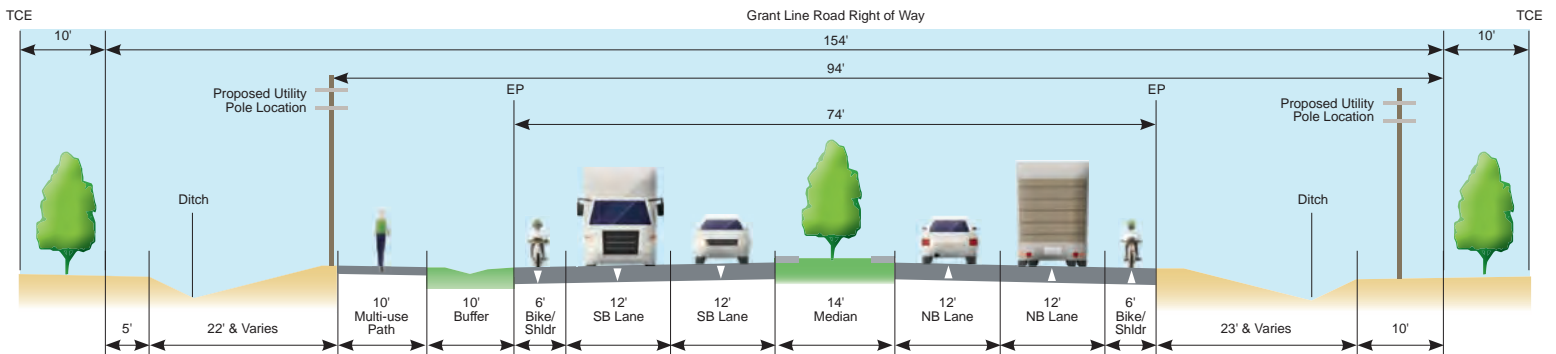 TCE
Grant Line Road Right of Way
TCE
10'
154'
10'
94'
Proposed Utility
Pole Location
EP
EP
Proposed Utility
Pole Location
74'
Ditch
Ditch
10'
Multi-use
Path
10'
Buffer
6'
Bike/
Shldr
12'
SB Lane
12'
SB Lane
14'
Median
12'
NB Lane
12'
NB Lane
6'
Bike/
Shldr
5'
22' & Varies
23' & Varies
10'